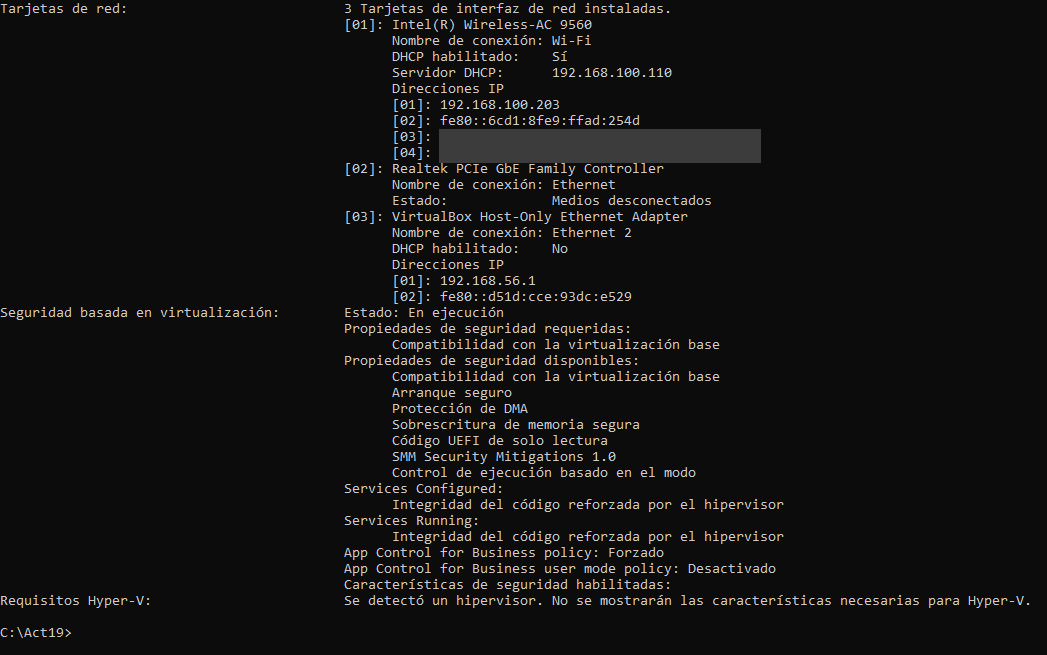 Tarjetas de red: 3 Tarjetas de interfaz de red instaladas.
[01]: Intel(R) Wireless-AC 9560
Nombre de conexión: Wi-Fi
DHCP habilitado: Sí
Servidor DHCP: 192.168.100.110
Direcciones IP
[01]: 192.168.100.203
[02]: fe80::6cd1:8fe9:ffad:254d
[03]:
[04]:
[02]: Realtek PCIe GbE Family Controller
Nombre de conexión: Ethernet
Estado: Medios desconectados
[03]: VirtualBox Host-Only Ethernet Adapter
Nombre de conexión: Ethernet 2
DHCP habilitado: No
Direcciones IP
[01]: 192.168.56.1
[02]: fe80::d51d:cce:93dc:e529
Seguridad basada en virtualización: Estado: En ejecución
Propiedades de seguridad requeridas:
Compatibilidad con la virtualización base
Propiedades de seguridad disponibles:
Compatibilidad con la virtualización base
Arranque seguro
Protección de DMA
Sobrescritura de memoria segura
Código UEFI de solo lectura
SMM Security Mitigations 1.0
Control de ejecución basado en el modo
Services Configured:
Integridad del código reforzada por el hipervisor
Services Running:
Integridad del código reforzada por el hipervisor
App Control for Business policy: Forzado
App Control for Business user mode policy: Desactivado
Características de seguridad habilitadas:
Requisitos Hyper-V: Se detectó un hipervisor. No se mostrarán las características necesarias para Hyper-V.
C:\Act19>